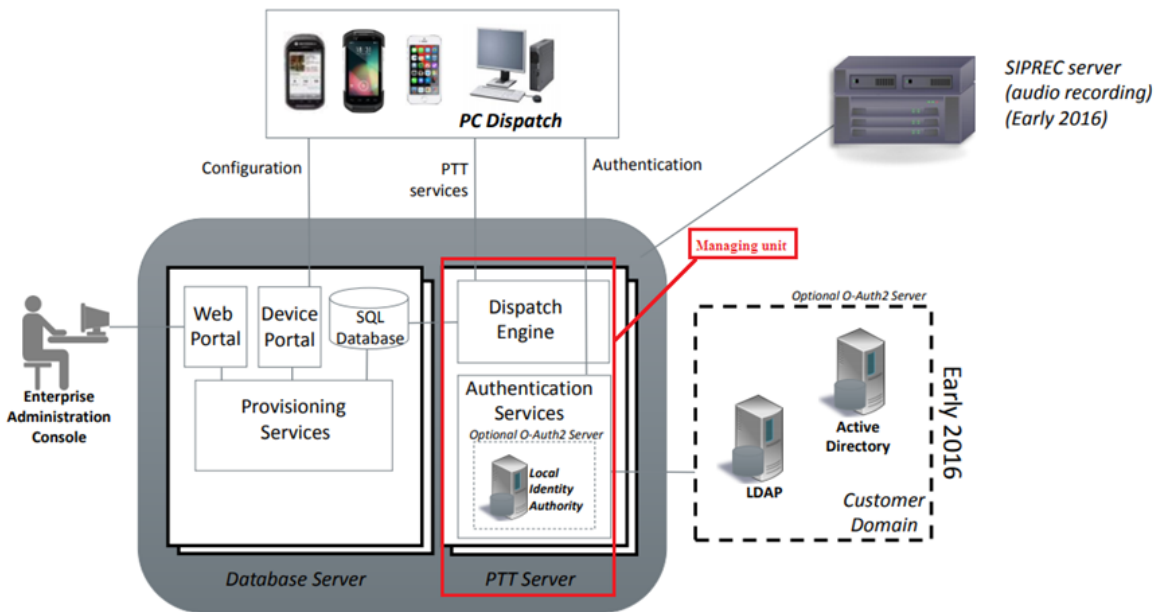 PC Dispatch
SIPREC server
(audio recording)
(Early 2016)
Configuration
PTT
services
Authentication
Managing unit
Web
Portal
Device
Portal
SQL
Database
Dispatch
Engine
Provisioning
Services
Authentication
Services
Optional O-Auth2 Server
Local
Identity
Authority
Enterprise
Administration
Console
Optional O-Auth2 Server
Active
Directory
LDAP
Customer
Domain
Early 2016
Database Server
PTT Server